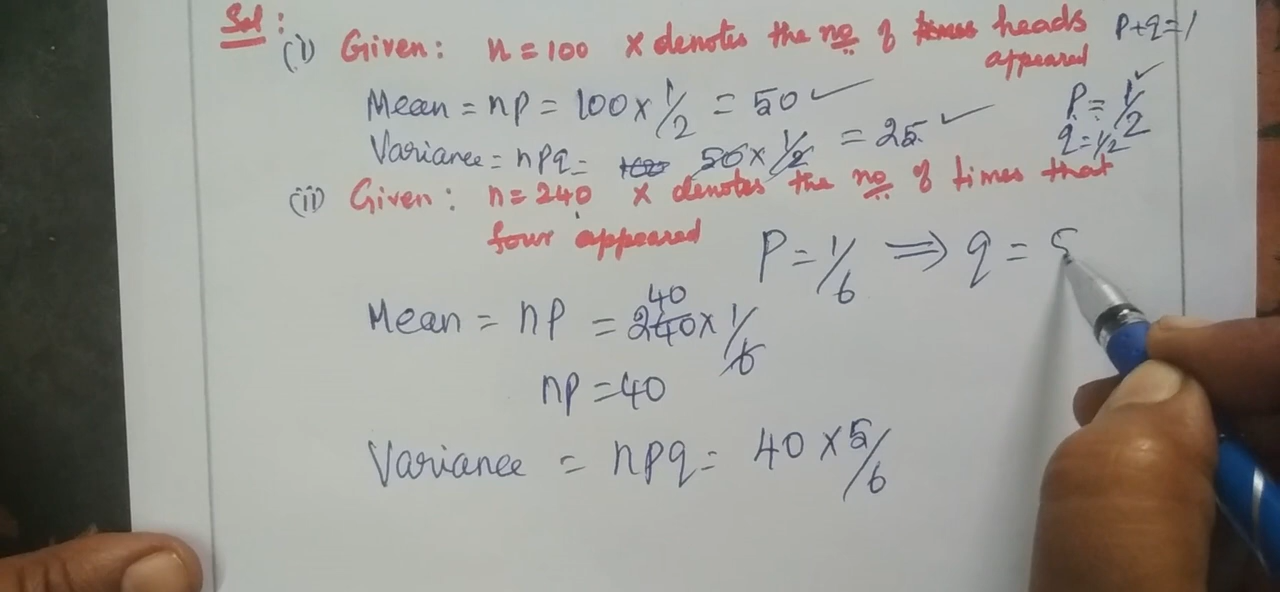 Sol:
(i) Given: n = 100 X denotes the no of times heads appeared
P+q=1
Mean = np = 100 × 1/2 = 50 ✓
P = 1/2 ✓
q = 1/2
Variance = npq = 100 50 × 1/2 = 25 ✓
(ii) Given: n = 240 X denotes the no of times that
four appeared
P = 1/6 ⇒ q = 5
Mean = np = 240 × 1/6 40
np = 40
Variance = npq = 40 × 5/6